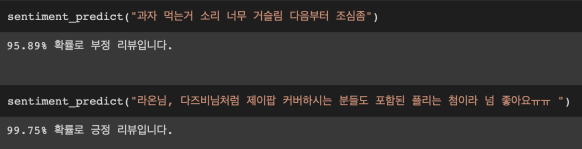 sentiment_predict("과자 먹는거 소리 너무 거슬림 다음부터 조심좀")
95.89% 확률로 부정 리뷰입니다.
sentiment_predict("라온님, 다즈비님처럼 제이팝 커버하시는 분들도 포함된 플리는 첨이라 넘 좋아요ㅠㅠ ")
99.75% 확률로 긍정 리뷰입니다.